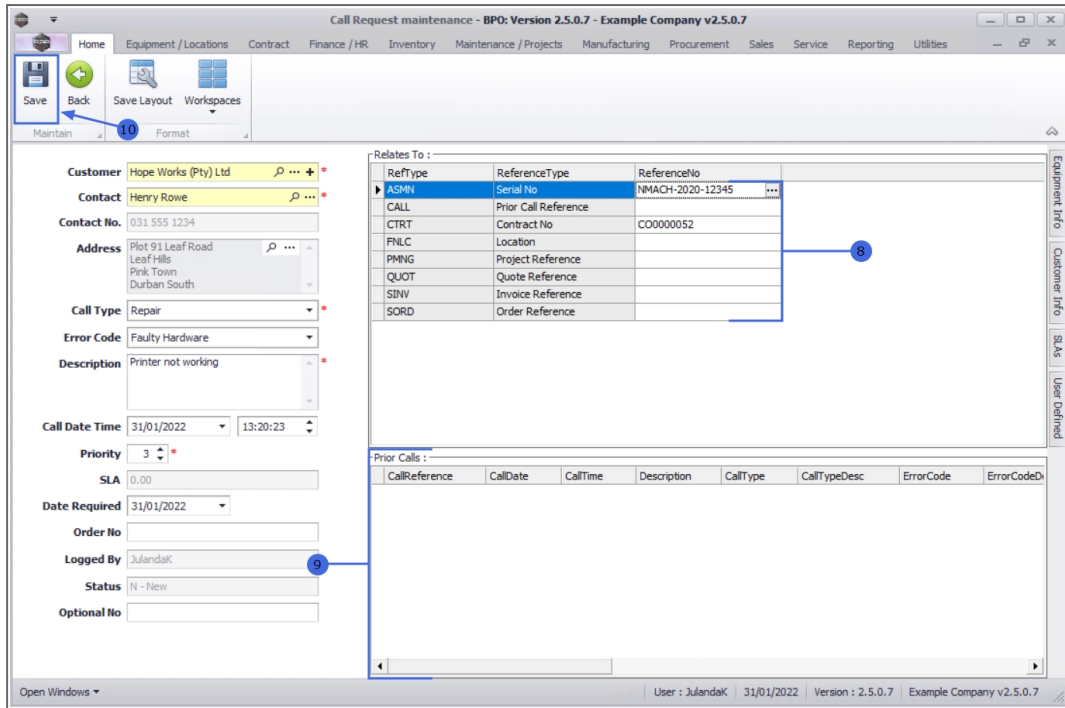 Call Request maintenance - BPO: Version 2.5.0.7 - Example Company v2.5.0.7
Home Equipment / Locations Contract Finance / HR Inventory Maintenance / Projects Manufacturing Procurement Sales Service Reporting Utilities
Save Back Save Layout Workspaces
10
Maintain Format
Customer Hope Works (Pty) Ltd *
Contact Henry Rowe *
Contact No. 031 555 1234
Address Plot 91 Leaf Road
Leaf Hills
Pink Town
Durban South
Call Type Repair *
Error Code Faulty Hardware
Description Printer not working *
Call Date Time 31/01/2022 13:20:23
Priority 3 *
SLA 0.00
Date Required 31/01/2022
Order No
Logged By JulandaK
Status N - New
Optional No
Relates To :
RefType ReferenceType ReferenceNo
ASMN Serial No NMACH-2020-12345 ...
CALL Prior Call Reference
CTRT Contract No CO0000052
FNLC Location
PMNG Project Reference
QUOT Quote Reference
SINV Invoice Reference
SORD Order Reference
8
Prior Calls :
CallReference CallDate CallTime Description CallType CallTypeDesc ErrorCode ErrorCodeD
9
Equipment Info
Customer Info
SLAs
User Defined
Open Windows User : JulandaK 31/01/2022 Version : 2.5.0.7 Example Company v2.5.0.7